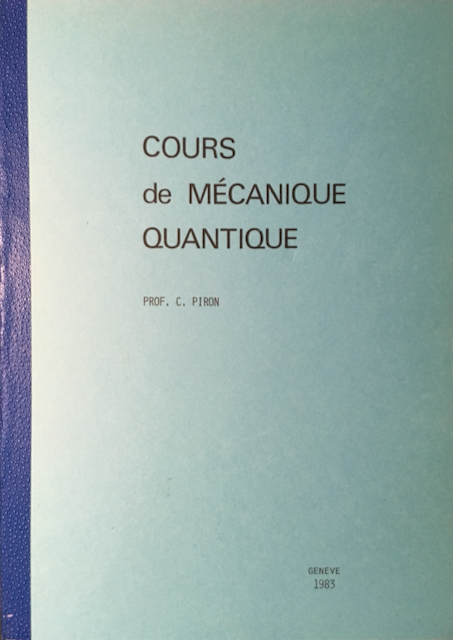 COURS
de MÉCANIQUE
QUANTIQUE
PROF. C. PIRON
GENEVE
1983